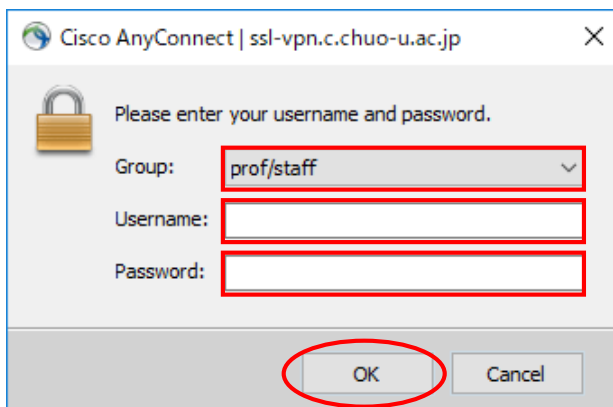 Cisco AnyConnect | ssl-vpn.c.chuo-u.ac.jp
Please enter your username and password.
Group: prof/staff
Username:
Password:
OK Cancel